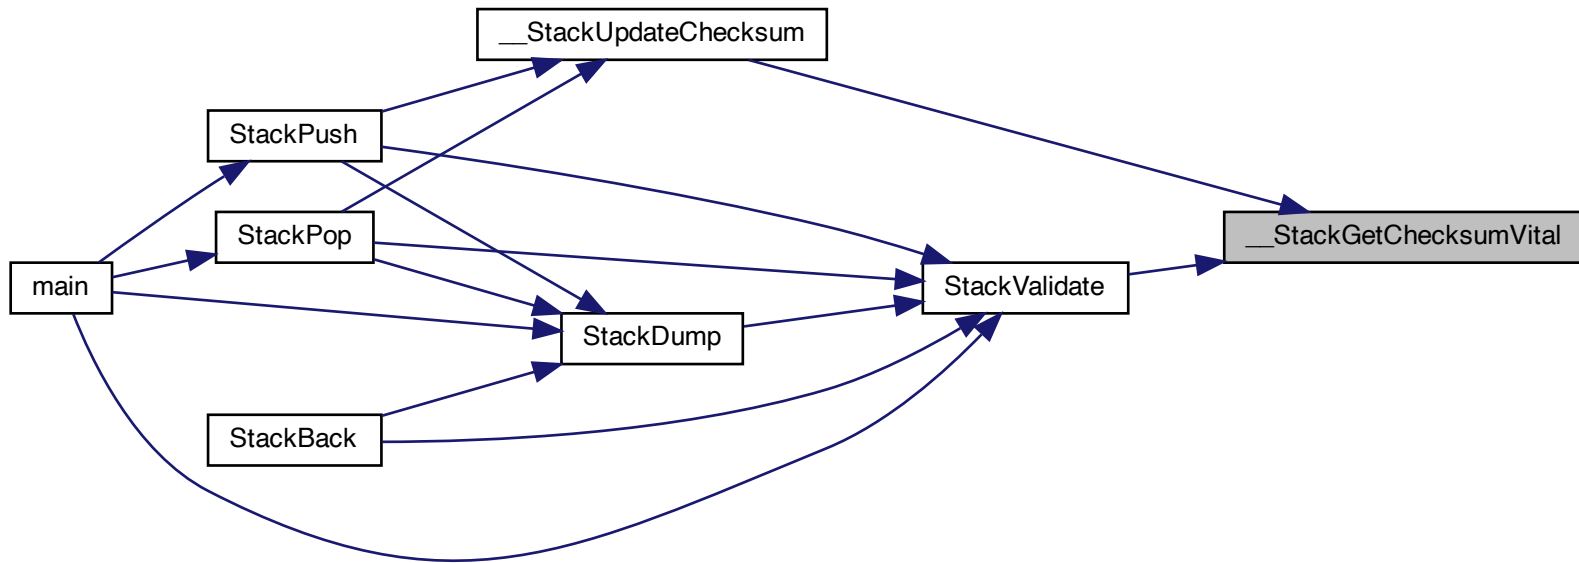 __StackUpdateChecksum
StackPush
StackPop
__StackGetChecksumVital
main
StackValidate
StackDump
StackBack